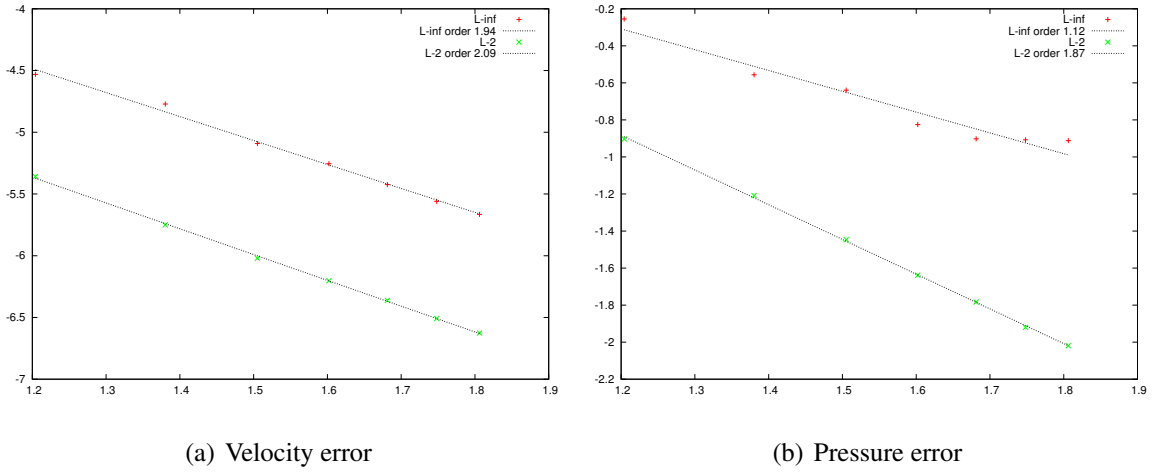 -4
-4.5
-5
-5.5
-6
-6.5
-7
1.2 1.3 1.4 1.5 1.6 1.7 1.8 1.9
L-inf
L-inf order 1.94
L-2
L-2 order 2.09
(a) Velocity error
-0.2
-0.4
-0.6
-0.8
-1
-1.2
-1.4
-1.6
-1.8
-2
-2.2
1.2 1.3 1.4 1.5 1.6 1.7 1.8 1.9
L-inf
L-inf order 1.12
L-2
L-2 order 1.87
(b) Pressure error